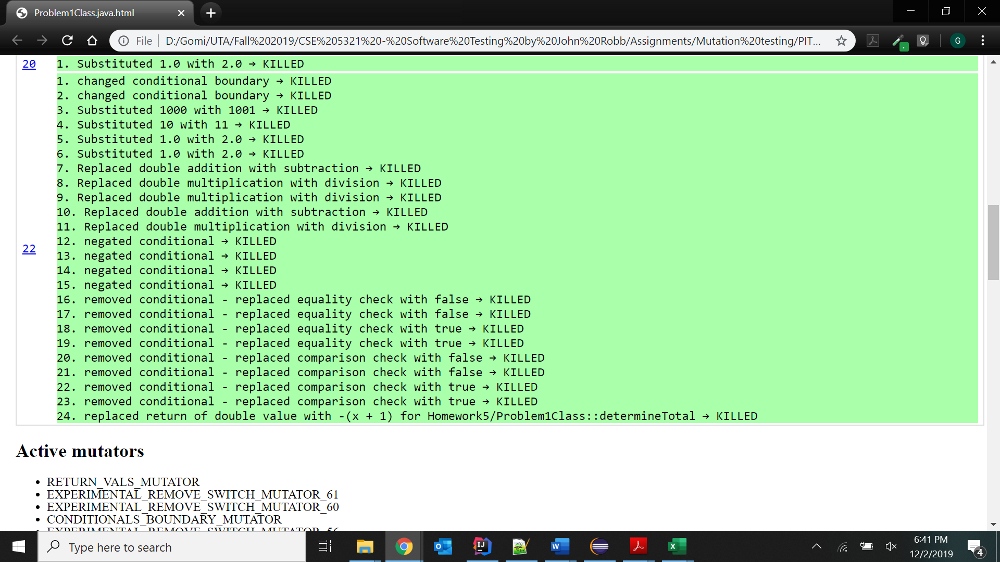 Problem1Class.java.html
File
D:/Gomi/UTA/Fall%202019/CSE%205321%20-%20Software%20Testing%20by%20John%20Robb/Assignments/Mutation%20testing/PIT...
G
20 1. Substituted 1.0 with 2.0 → KILLED
1. changed conditional boundary → KILLED
2. changed conditional boundary → KILLED
3. Substituted 1000 with 1001 → KILLED
4. Substituted 10 with 11 → KILLED
5. Substituted 1.0 with 2.0 → KILLED
6. Substituted 1.0 with 2.0 → KILLED
7. Replaced double addition with subtraction → KILLED
8. Replaced double multiplication with division → KILLED
9. Replaced double multiplication with division → KILLED
10. Replaced double addition with subtraction → KILLED
11. Replaced double multiplication with division → KILLED
12. negated conditional → KILLED
22
13. negated conditional → KILLED
14. negated conditional → KILLED
15. negated conditional → KILLED
16. removed conditional - replaced equality check with false → KILLED
17. removed conditional - replaced equality check with false → KILLED
18. removed conditional - replaced equality check with true → KILLED
19. removed conditional - replaced equality check with true → KILLED
20. removed conditional - replaced comparison check with false → KILLED
21. removed conditional - replaced comparison check with false → KILLED
22. removed conditional - replaced comparison check with true → KILLED
23. removed conditional - replaced comparison check with true → KILLED
24. replaced return of double value with -(x + 1) for Homework5/Problem1Class::determineTotal → KILLED
Active mutators
• RETURN_VALS_MUTATOR
• EXPERIMENTAL_REMOVE_SWITCH_MUTATOR_61
• EXPERIMENTAL_REMOVE_SWITCH_MUTATOR_60
• CONDITIONALS_BOUNDARY_MUTATOR
• EXPERIMENTAL_REMOVE_SWITCH_MUTATOR_56
Type here to search
6:41 PM
12/2/2019
4